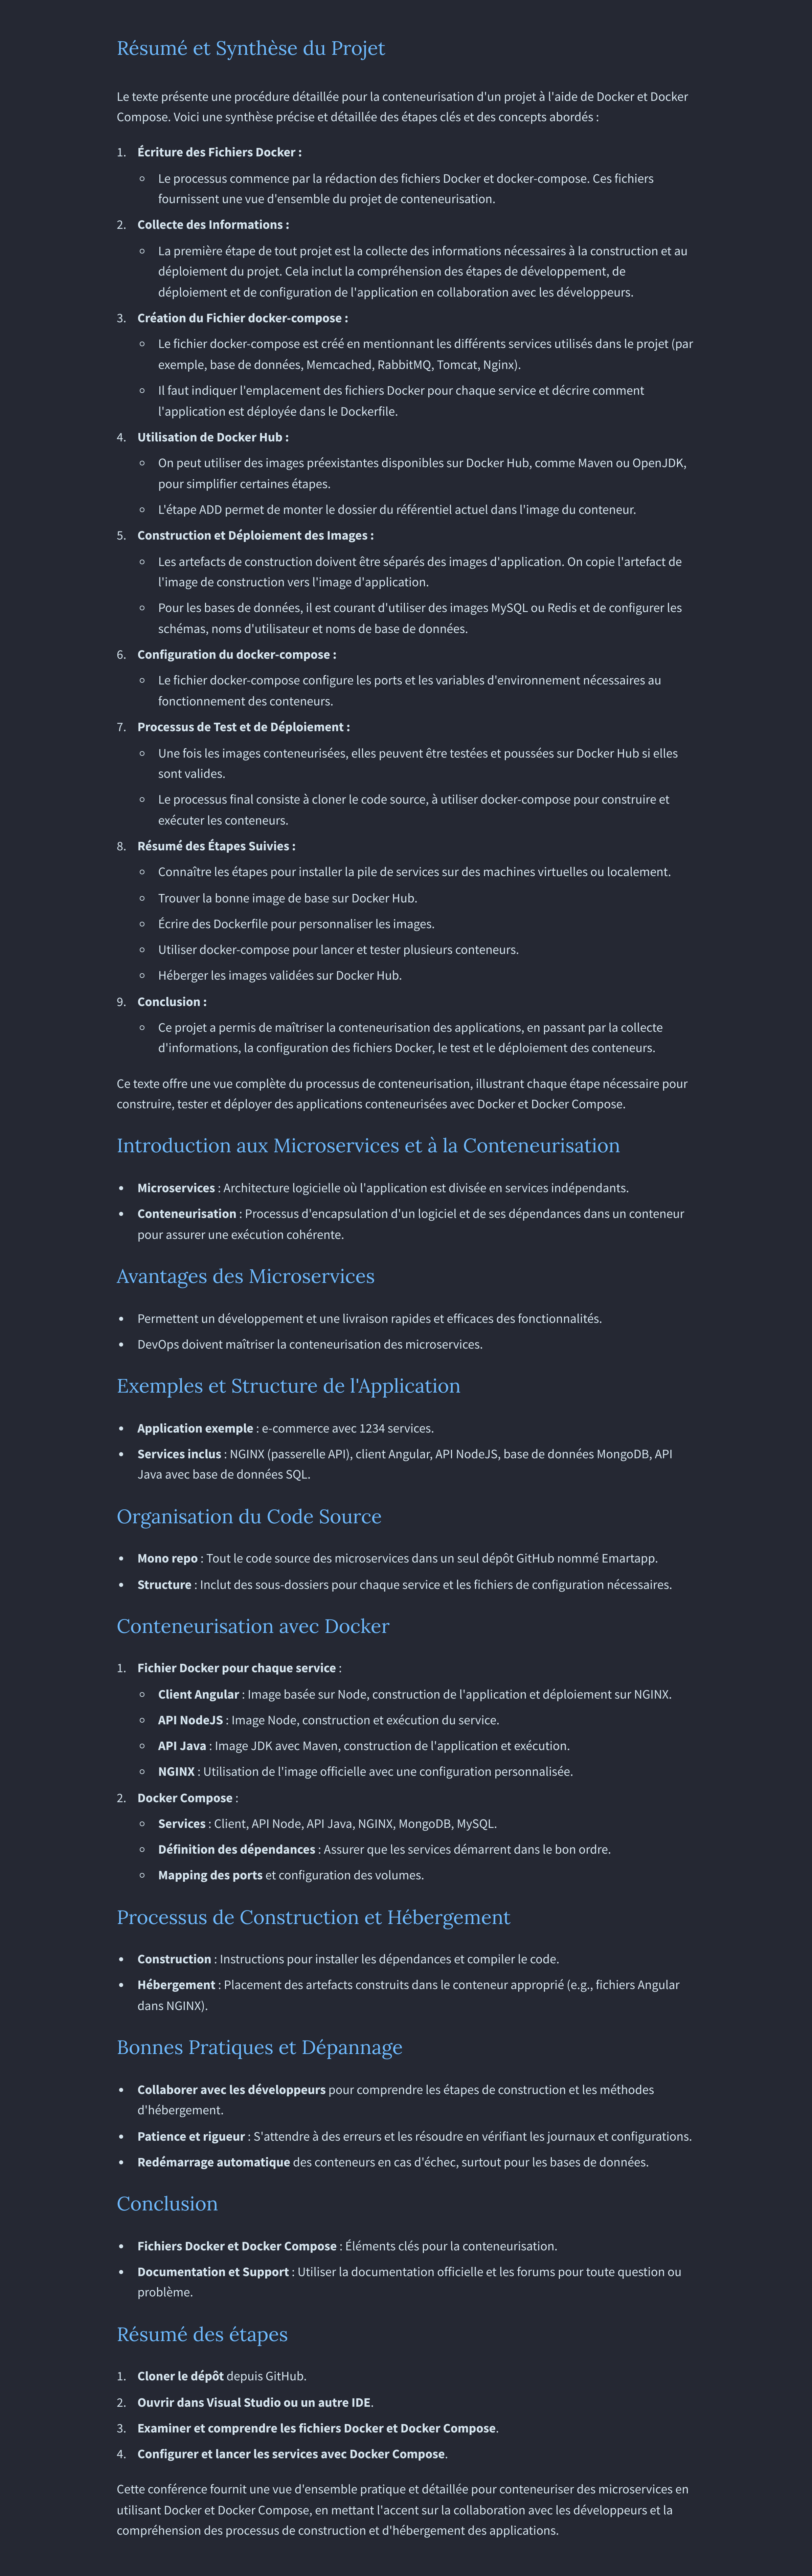 Résumé et Synthèse du Projet
Le texte présente une procédure détaillée pour la conteneurisation d'un projet à l'aide de Docker et Docker
Compose. Voici une synthèse précise et détaillée des étapes clés et des concepts abordés :
1. Écriture des Fichiers Docker :
◦ Le processus commence par la rédaction des fichiers Docker et docker-compose. Ces fichiers
fournissent une vue d'ensemble du projet de conteneurisation.
2. Collecte des Informations :
◦ La première étape de tout projet est la collecte des informations nécessaires à la construction et au
déploiement du projet. Cela inclut la compréhension des étapes de développement, de
déploiement et de configuration de l'application en collaboration avec les développeurs.
3. Création du Fichier docker-compose :
◦ Le fichier docker-compose est créé en mentionnant les différents services utilisés dans le projet (par
exemple, base de données, Memcached, RabbitMQ, Tomcat, Nginx).
◦ Il faut indiquer l'emplacement des fichiers Docker pour chaque service et décrire comment
l'application est déployée dans le Dockerfile.
4. Utilisation de Docker Hub :
◦ On peut utiliser des images préexistantes disponibles sur Docker Hub, comme Maven ou OpenJDK,
pour simplifier certaines étapes.
◦ L'étape ADD permet de monter le dossier du référentiel actuel dans l'image du conteneur.
5. Construction et Déploiement des Images :
◦ Les artefacts de construction doivent être séparés des images d'application. On copie l'artefact de
l'image de construction vers l'image d'application.
◦ Pour les bases de données, il est courant d'utiliser des images MySQL ou Redis et de configurer les
schémas, noms d'utilisateur et noms de base de données.
6. Configuration du docker-compose :
◦ Le fichier docker-compose configure les ports et les variables d'environnement nécessaires au
fonctionnement des conteneurs.
7. Processus de Test et de Déploiement :
◦ Une fois les images conteneurisées, elles peuvent être testées et poussées sur Docker Hub si elles
sont valides.
◦ Le processus final consiste à cloner le code source, à utiliser docker-compose pour construire et
exécuter les conteneurs.
8. Résumé des Étapes Suivies :
◦ Connaître les étapes pour installer la pile de services sur des machines virtuelles ou localement.
◦ Trouver la bonne image de base sur Docker Hub.
◦ Écrire des Dockerfile pour personnaliser les images.
◦ Utiliser docker-compose pour lancer et tester plusieurs conteneurs.
◦ Héberger les images validées sur Docker Hub.
9. Conclusion :
◦ Ce projet a permis de maîtriser la conteneurisation des applications, en passant par la collecte
d'informations, la configuration des fichiers Docker, le test et le déploiement des conteneurs.
Ce texte offre une vue complète du processus de conteneurisation, illustrant chaque étape nécessaire pour
construire, tester et déployer des applications conteneurisées avec Docker et Docker Compose.
Introduction aux Microservices et à la Conteneurisation
• Microservices : Architecture logicielle où l'application est divisée en services indépendants.
• Conteneurisation : Processus d'encapsulation d'un logiciel et de ses dépendances dans un conteneur
pour assurer une exécution cohérente.
Avantages des Microservices
• Permettent un développement et une livraison rapides et efficaces des fonctionnalités.
• DevOps doivent maîtriser la conteneurisation des microservices.
Exemples et Structure de l'Application
• Application exemple : e-commerce avec 1234 services.
• Services inclus : NGINX (passerelle API), client Angular, API NodeJS, base de données MongoDB, API
Java avec base de données SQL.
Organisation du Code Source
• Mono repo : Tout le code source des microservices dans un seul dépôt GitHub nommé Emartapp.
• Structure : Inclut des sous-dossiers pour chaque service et les fichiers de configuration nécessaires.
Conteneurisation avec Docker
1. Fichier Docker pour chaque service :
◦ Client Angular : Image basée sur Node, construction de l'application et déploiement sur NGINX.
◦ API NodeJS : Image Node, construction et exécution du service.
◦ API Java : Image JDK avec Maven, construction de l'application et exécution.
◦ NGINX : Utilisation de l'image officielle avec une configuration personnalisée.
2. Docker Compose :
◦ Services : Client, API Node, API Java, NGINX, MongoDB, MySQL.
◦ Définition des dépendances : Assurer que les services démarrent dans le bon ordre.
◦ Mapping des ports et configuration des volumes.
Processus de Construction et Hébergement
• Construction : Instructions pour installer les dépendances et compiler le code.
• Hébergement : Placement des artefacts construits dans le conteneur approprié (e.g., fichiers Angular
dans NGINX).
Bonnes Pratiques et Dépannage
• Collaborer avec les développeurs pour comprendre les étapes de construction et les méthodes
d'hébergement.
• Patience et rigueur : S'attendre à des erreurs et les résoudre en vérifiant les journaux et configurations.
• Redémarrage automatique des conteneurs en cas d'échec, surtout pour les bases de données.
Conclusion
• Fichiers Docker et Docker Compose : Éléments clés pour la conteneurisation.
• Documentation et Support : Utiliser la documentation officielle et les forums pour toute question ou
problème.
Résumé des étapes
1. Cloner le dépôt depuis GitHub.
2. Ouvrir dans Visual Studio ou un autre IDE.
3. Examiner et comprendre les fichiers Docker et Docker Compose.
4. Configurer et lancer les services avec Docker Compose.
Cette conférence fournit une vue d'ensemble pratique et détaillée pour conteneuriser des microservices en
utilisant Docker et Docker Compose, en mettant l'accent sur la collaboration avec les développeurs et la
compréhension des processus de construction et d'hébergement des applications.